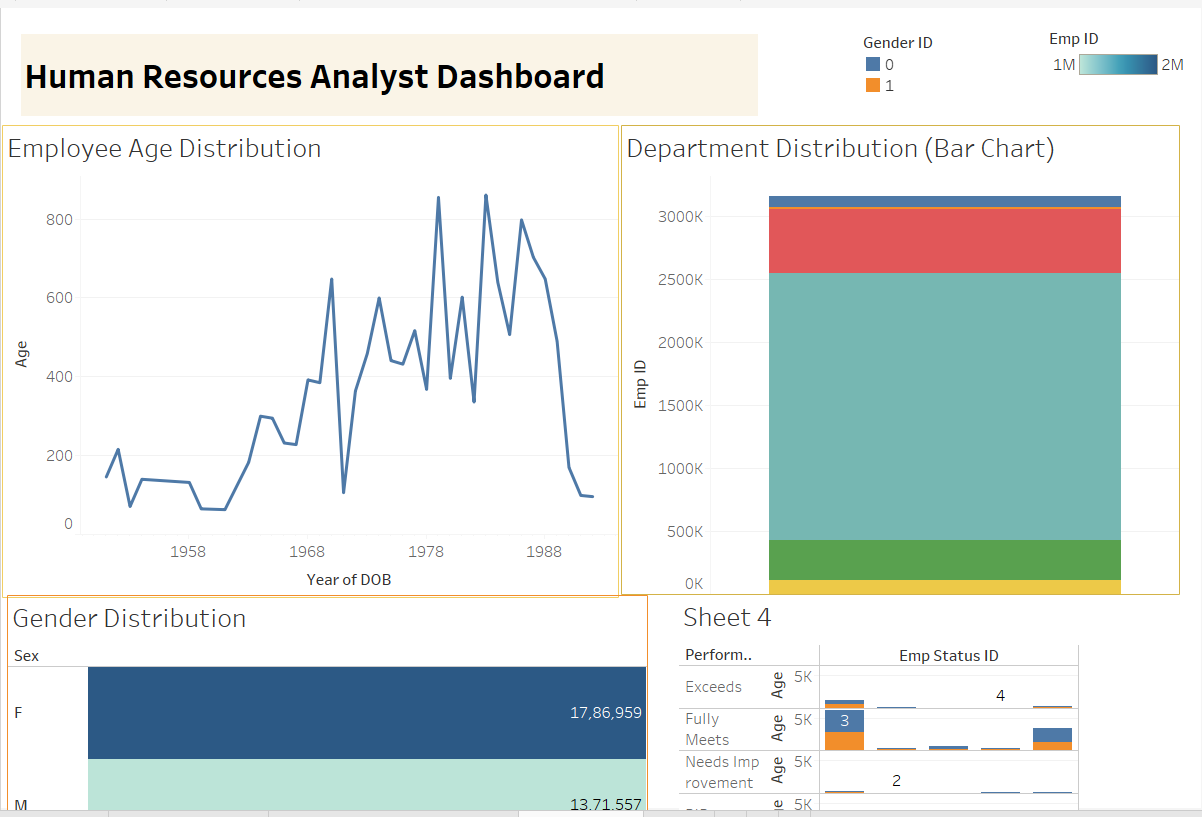 Human Resources Analyst Dashboard
Gender ID
0
1
Emp ID
1M 2M
Employee Age Distribution
800
600
400
200
0
Age
1958 1968 1978 1988
Year of DOB
Department Distribution (Bar Chart)
3000K
2500K
2000K
1500K
1000K
500K
0K
Emp ID
Gender Distribution
Sex
F 17,86,959
M 13,71,557
Sheet 4
Perform.. Emp Status ID
Exceeds Age 5K 4
Fully
Meets Age 5K 3
Needs Imp
rovement Age 5K 2
5K